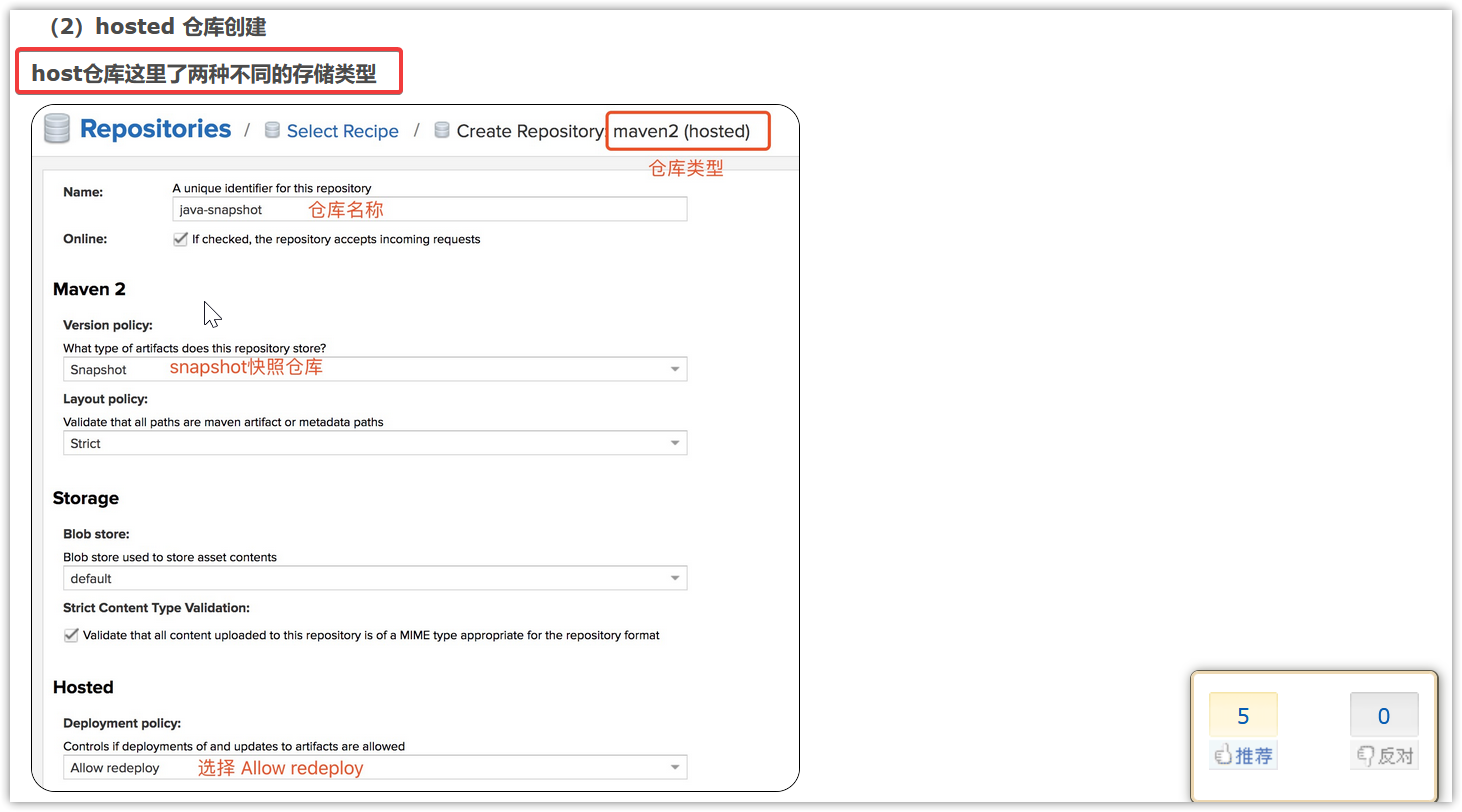 （2）hosted 仓库创建
host仓库这里了两种不同的存储类型
Repositories / Select Recipe / Create Repository: maven2 (hosted)
仓库类型
Name:
A unique identifier for this repository
java-snapshot 仓库名称
Online:
If checked, the repository accepts incoming requests
Maven 2
Version policy:
What type of artifacts does this repository store?
Snapshot snapshot快照仓库
Layout policy:
Validate that all paths are maven artifact or metadata paths
Strict
Storage
Blob store:
Blob store used to store asset contents
default
Strict Content Type Validation:
Validate that all content uploaded to this repository is of a MIME type appropriate for the repository format
Hosted
Deployment policy:
Controls if deployments of and updates to artifacts are allowed
Allow redeploy 选择 Allow redeploy
5 0
推荐 反对